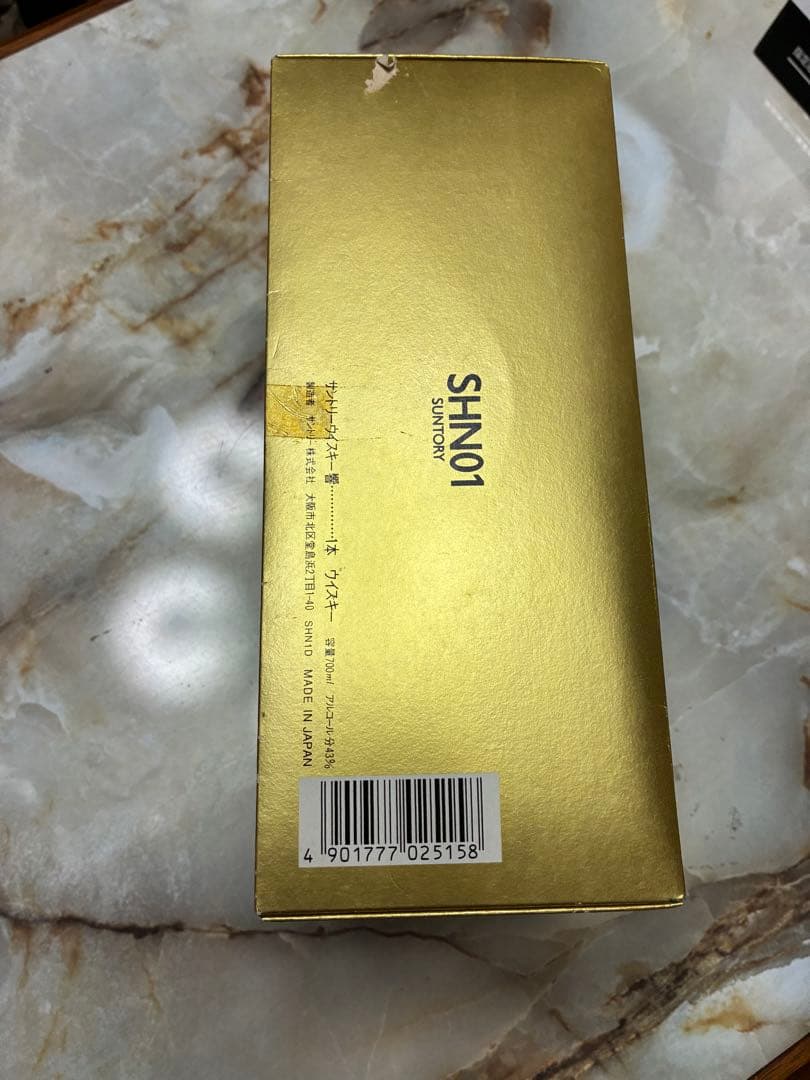 SHN01
SUNTORY
サントリーウイスキー 響…………1本 ウイスキー 容量700ml アルコール分43%
製造者 サントリー株式会社 大阪市北区堂島浜2丁目1-40 SHN1D MADE IN JAPAN
4 901777 025158